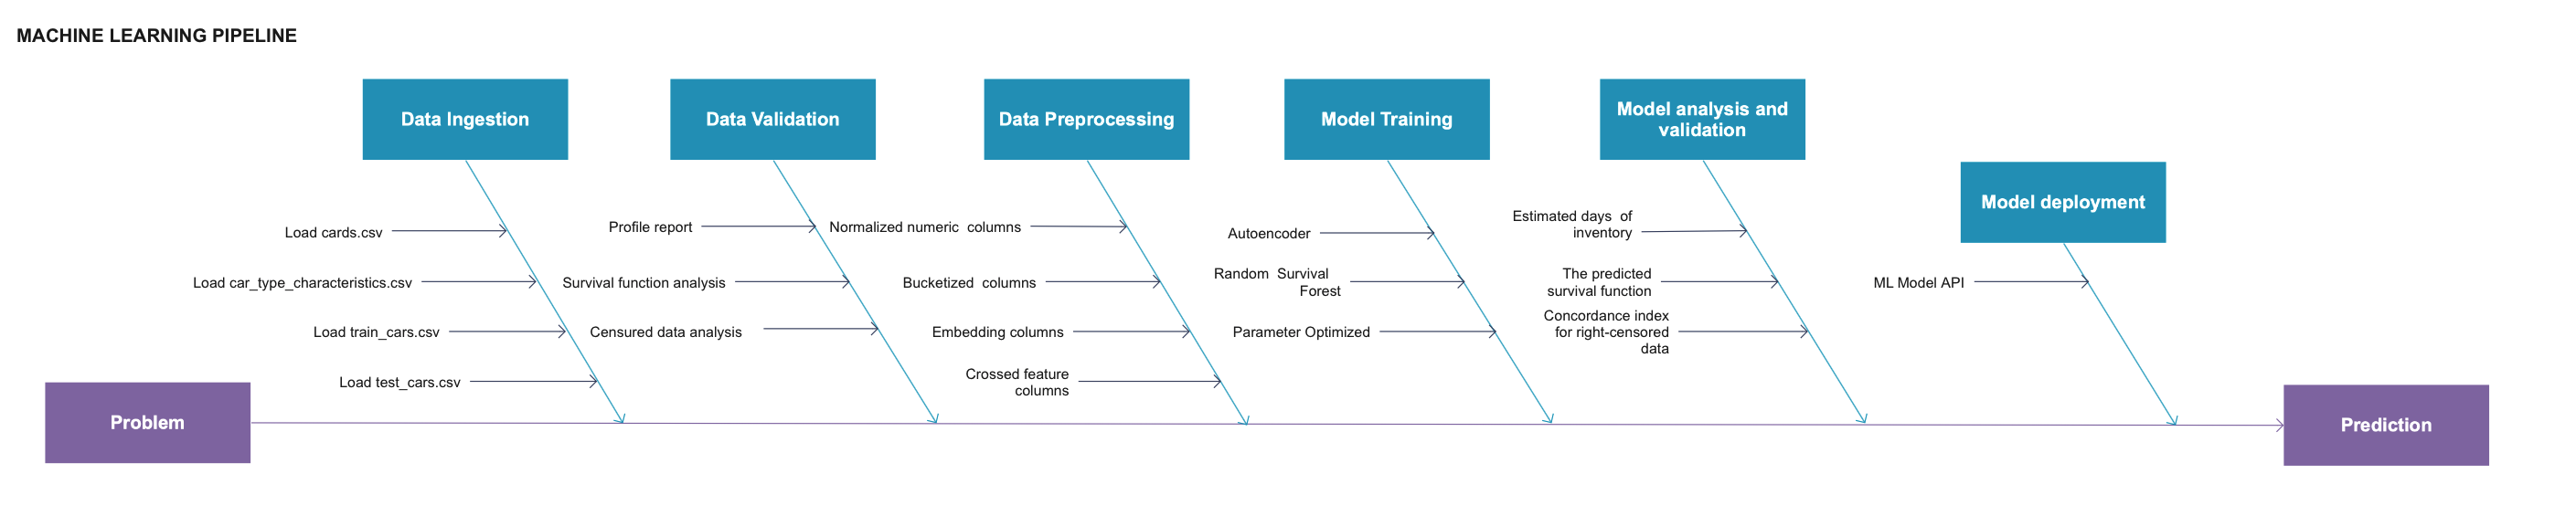 MACHINE LEARNING PIPELINE
Data Ingestion
Load cards.csv
Load car_type_characteristics.csv
Load train_cars.csv
Load test_cars.csv
Data Validation
Profile report
Survival function analysis
Censured data analysis
Data Preprocessing
Normalized numeric columns
Bucketized columns
Embedding columns
Crossed feature
columns
Model Training
Autoencoder
Random Survival
Forest
Parameter Optimized
Model analysis and
validation
Estimated days of
inventory
The predicted
survival function
Concordance index
for right-censored
data
Model deployment
ML Model API
Problem
Prediction